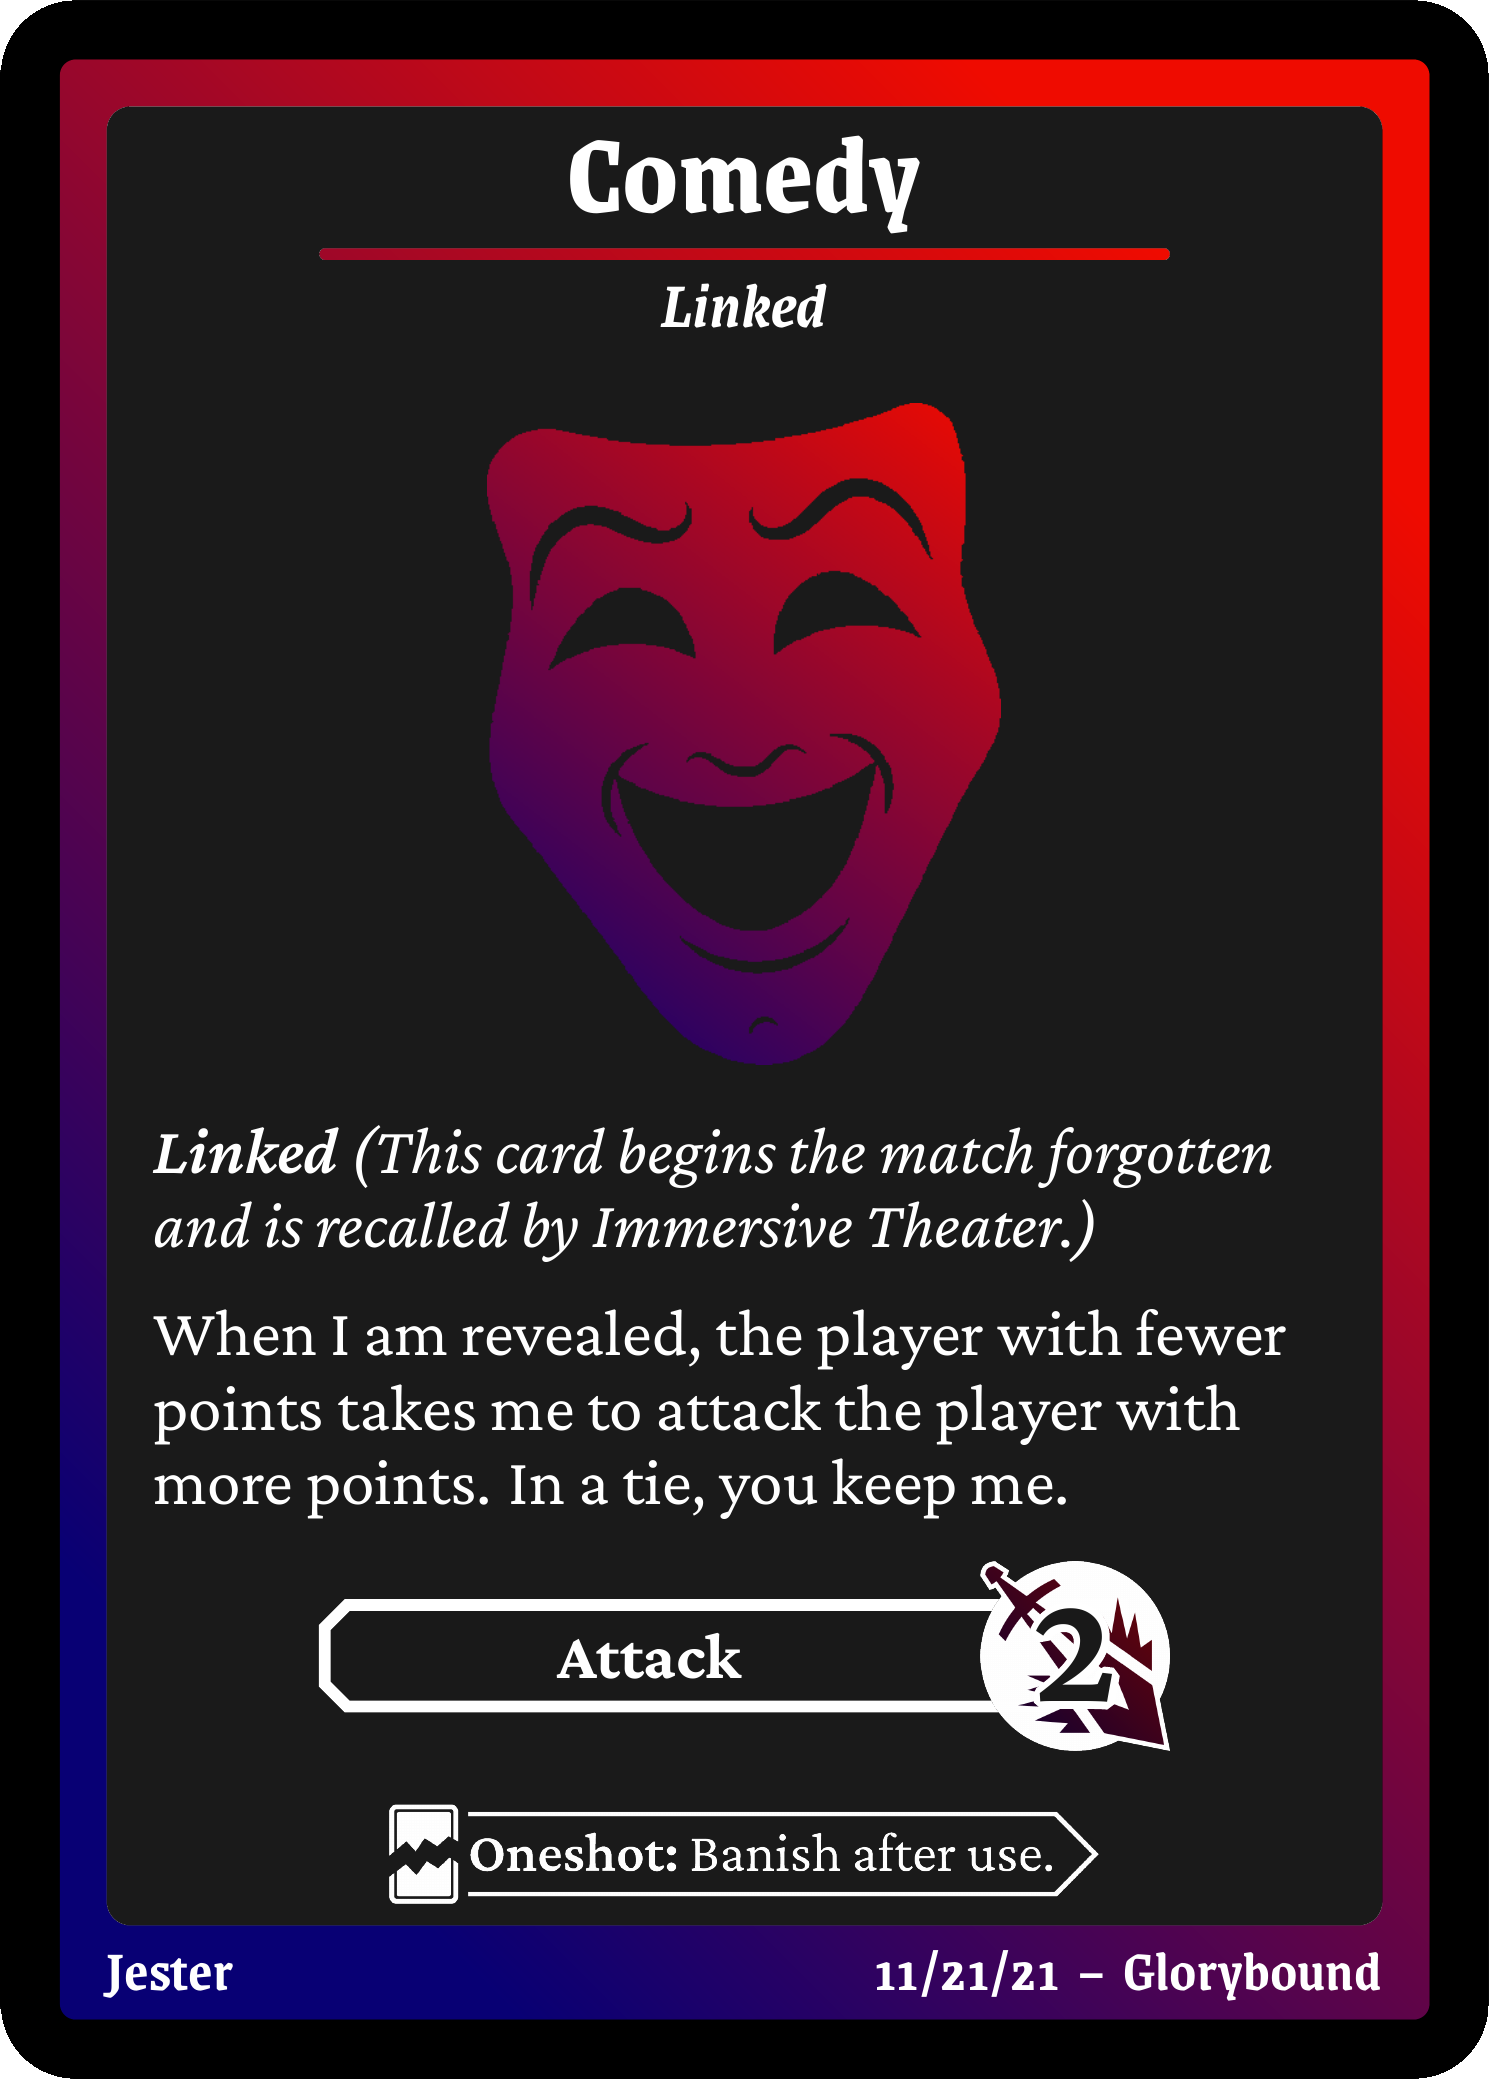 Comedy
Linked
Linked (This card begins the match forgotten
and is recalled by Immersive Theater.)
When I am revealed, the player with fewer
points takes me to attack the player with
more points. In a tie, you keep me.
Attack 2
Oneshot: Banish after use.
Jester 11/21/21 – Glorybound